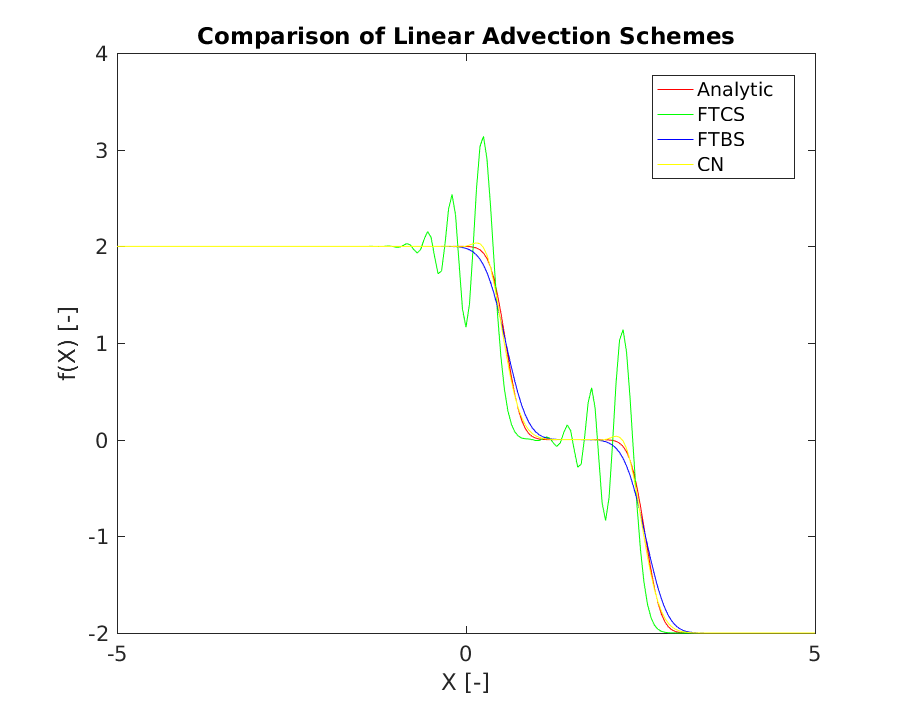 Comparison of Linear Advection Schemes
4
3
2
1
0
-1
-2
f(X) [-]
Analytic
FTCS
FTBS
CN
-5
0
5
X [-]